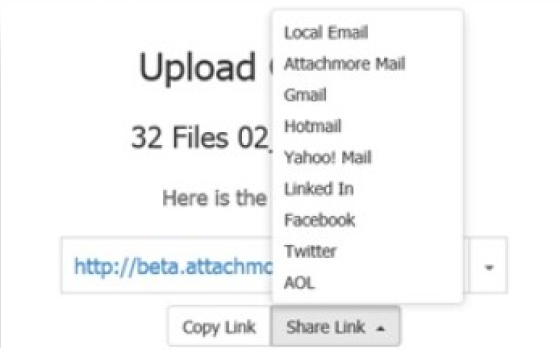 Local Email
Upload
Attachmore Mail
Gmail
32 Files 02_
Hotmail
Yahoo! Mail
Here is the
Linked In
Facebook
Twitter
http://beta.attachmo
AOL
Copy Link
Share Link